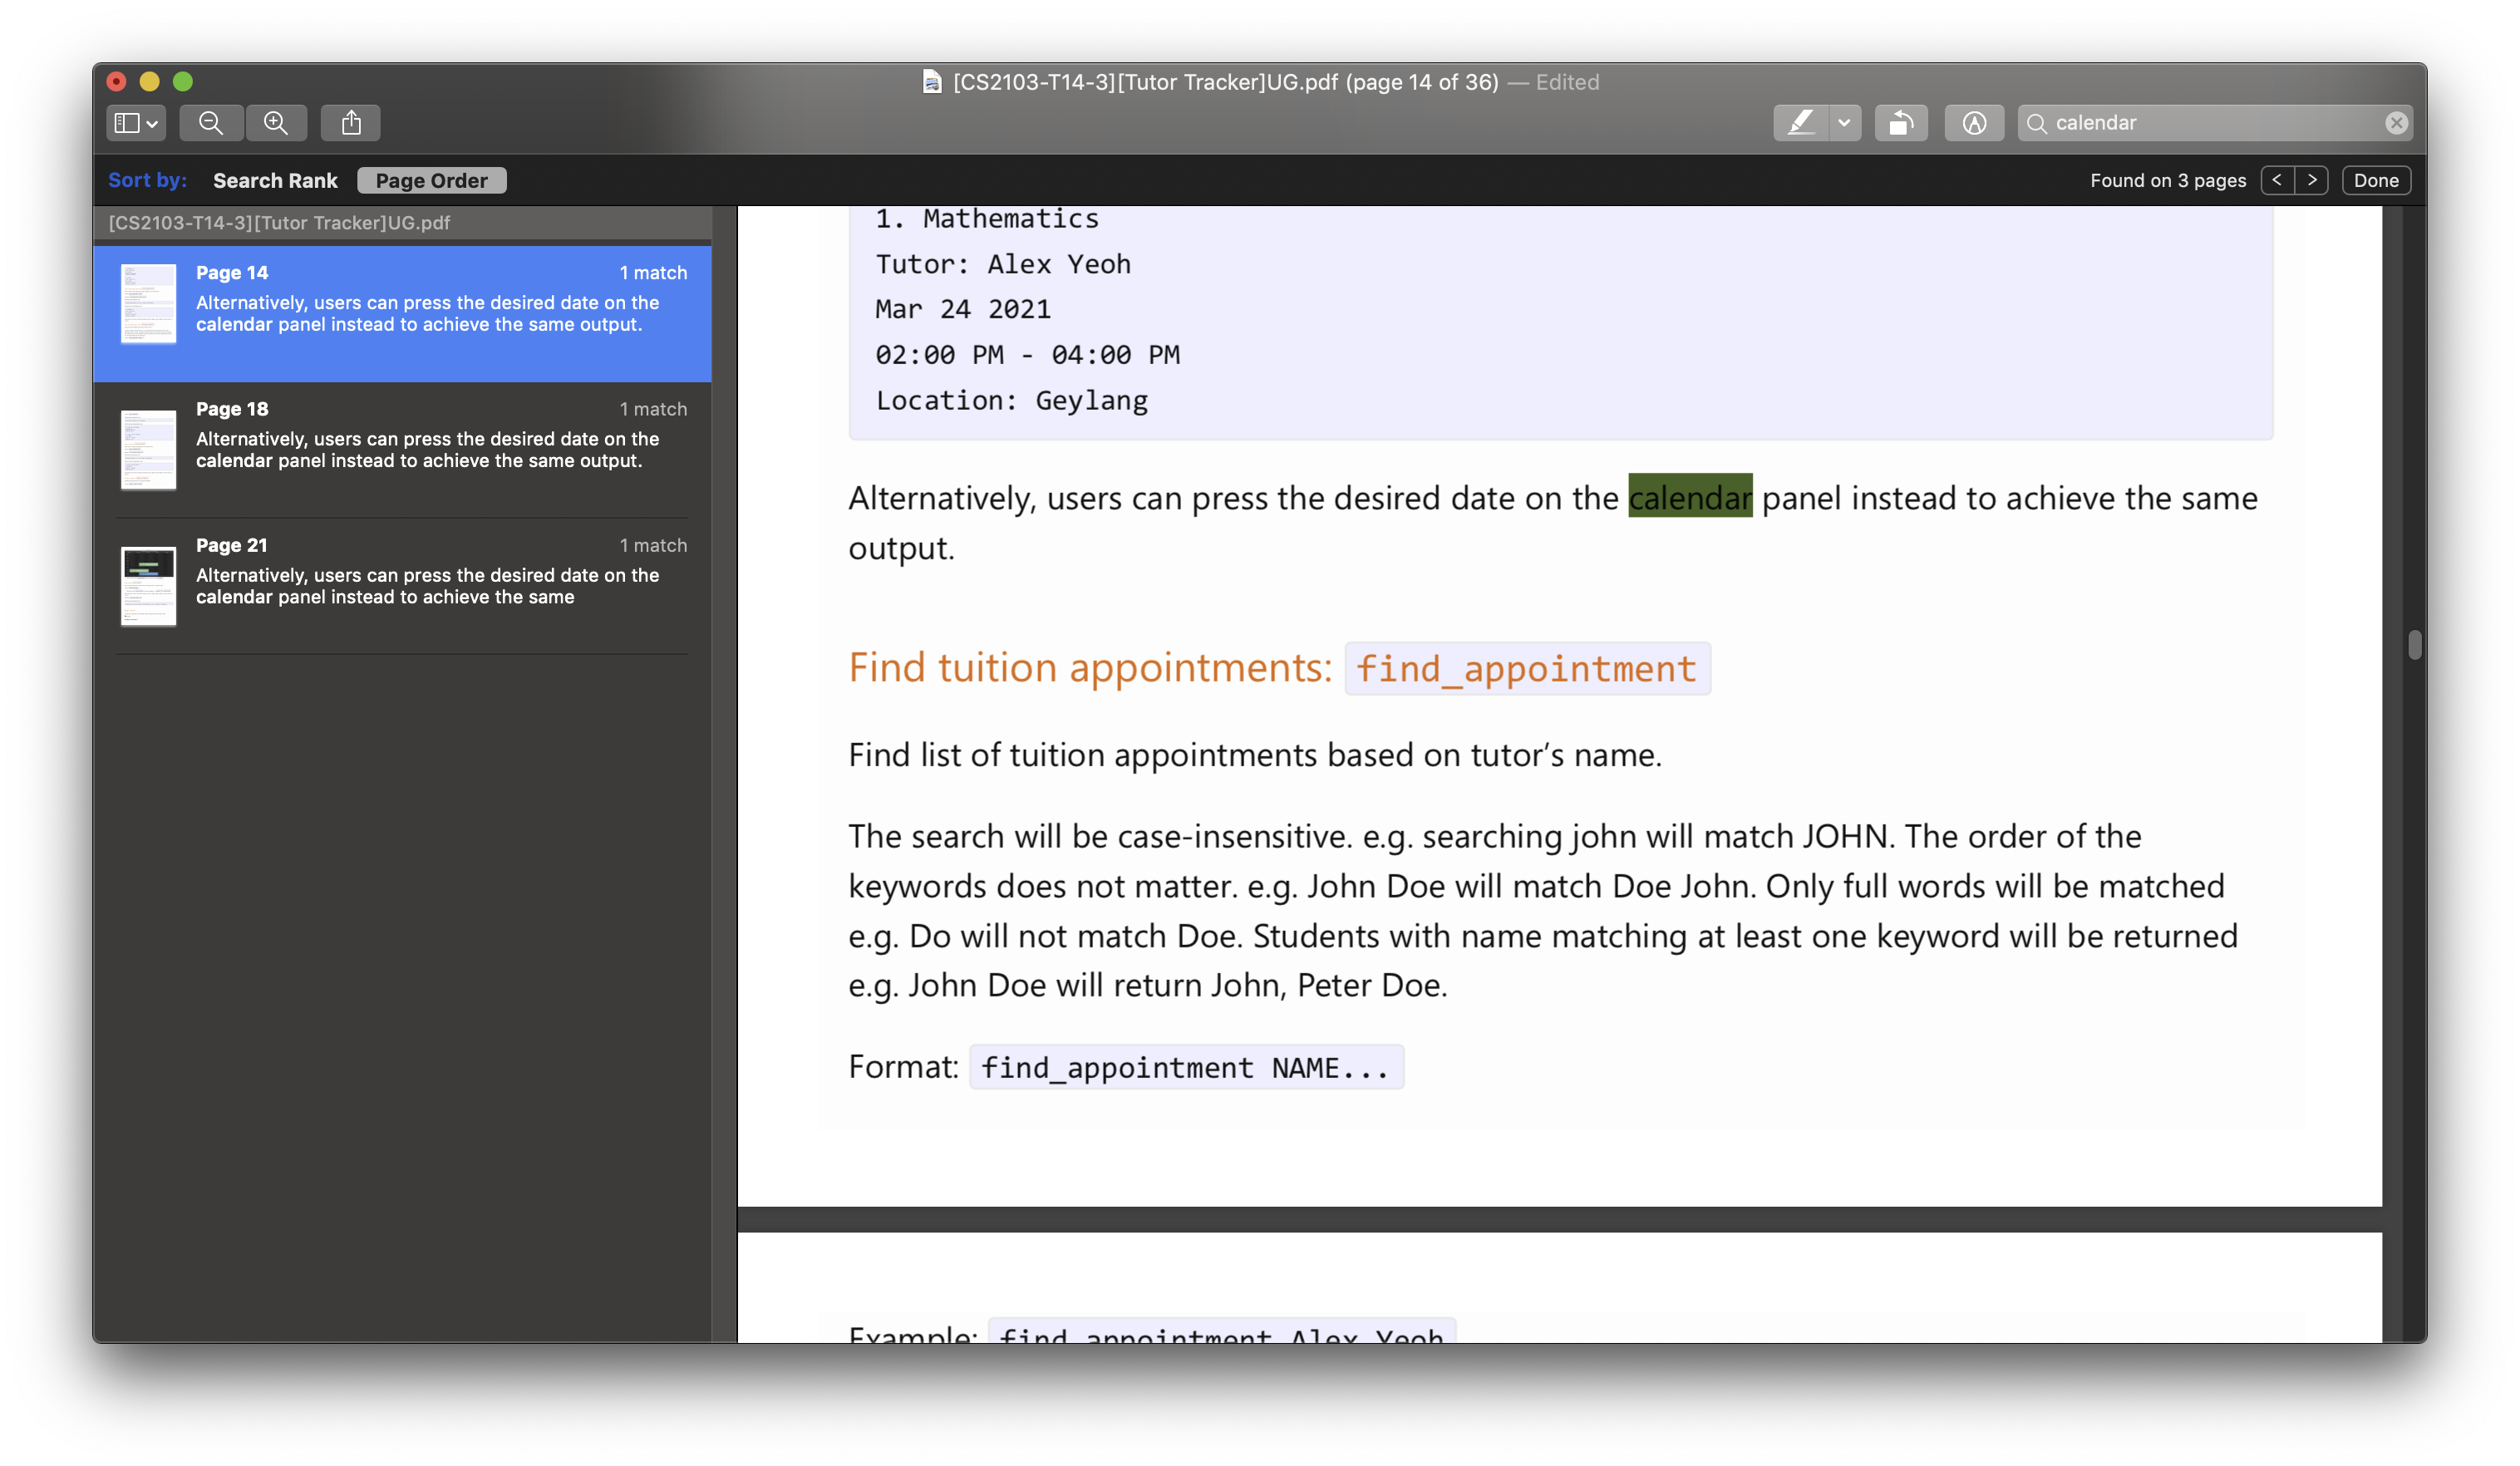 [CS2103-T14-3][Tutor Tracker]UG.pdf (page 14 of 36) — Edited
calendar
Sort by: Search Rank Page Order
Found on 3 pages < > Done
[CS2103-T14-3][Tutor Tracker]UG.pdf
Page 14 1 match
Alternatively, users can press the desired date on the
calendar panel instead to achieve the same output.
Page 18 1 match
Alternatively, users can press the desired date on the
calendar panel instead to achieve the same output.
Page 21 1 match
Alternatively, users can press the desired date on the
calendar panel instead to achieve the same
1. Mathematics
Tutor: Alex Yeoh
Mar 24 2021
02:00 PM - 04:00 PM
Location: Geylang
Alternatively, users can press the desired date on the calendar panel instead to achieve the same
output.
Find tuition appointments: find_appointment
Find list of tuition appointments based on tutor’s name.
The search will be case-insensitive. e.g. searching john will match JOHN. The order of the
keywords does not matter. e.g. John Doe will match Doe John. Only full words will be matched
e.g. Do will not match Doe. Students with name matching at least one keyword will be returned
e.g. John Doe will return John, Peter Doe.
Format: find_appointment NAME...
Example: find_appointment Alex Yeoh